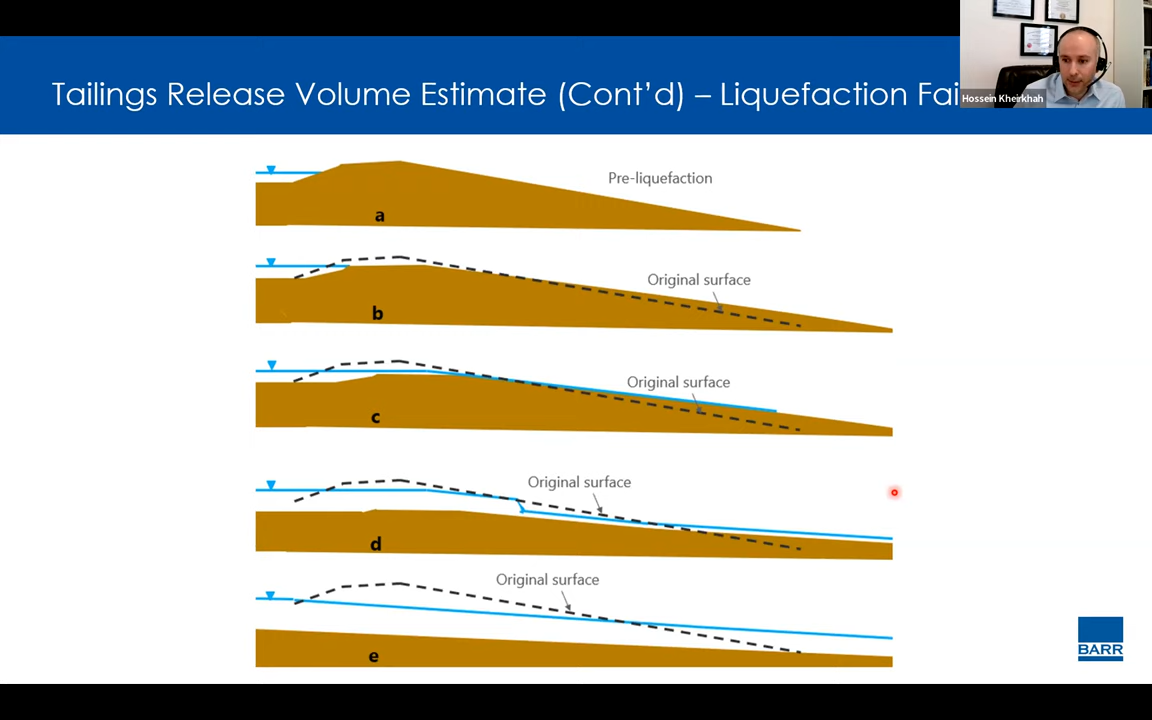 Tailings Release Volume Estimate (Cont’d) – Liquefaction Fai
Hossein Kheirkhah
Pre-liquefaction
a
Original surface
b
Original surface
c
Original surface
d
Original surface
e
BARR